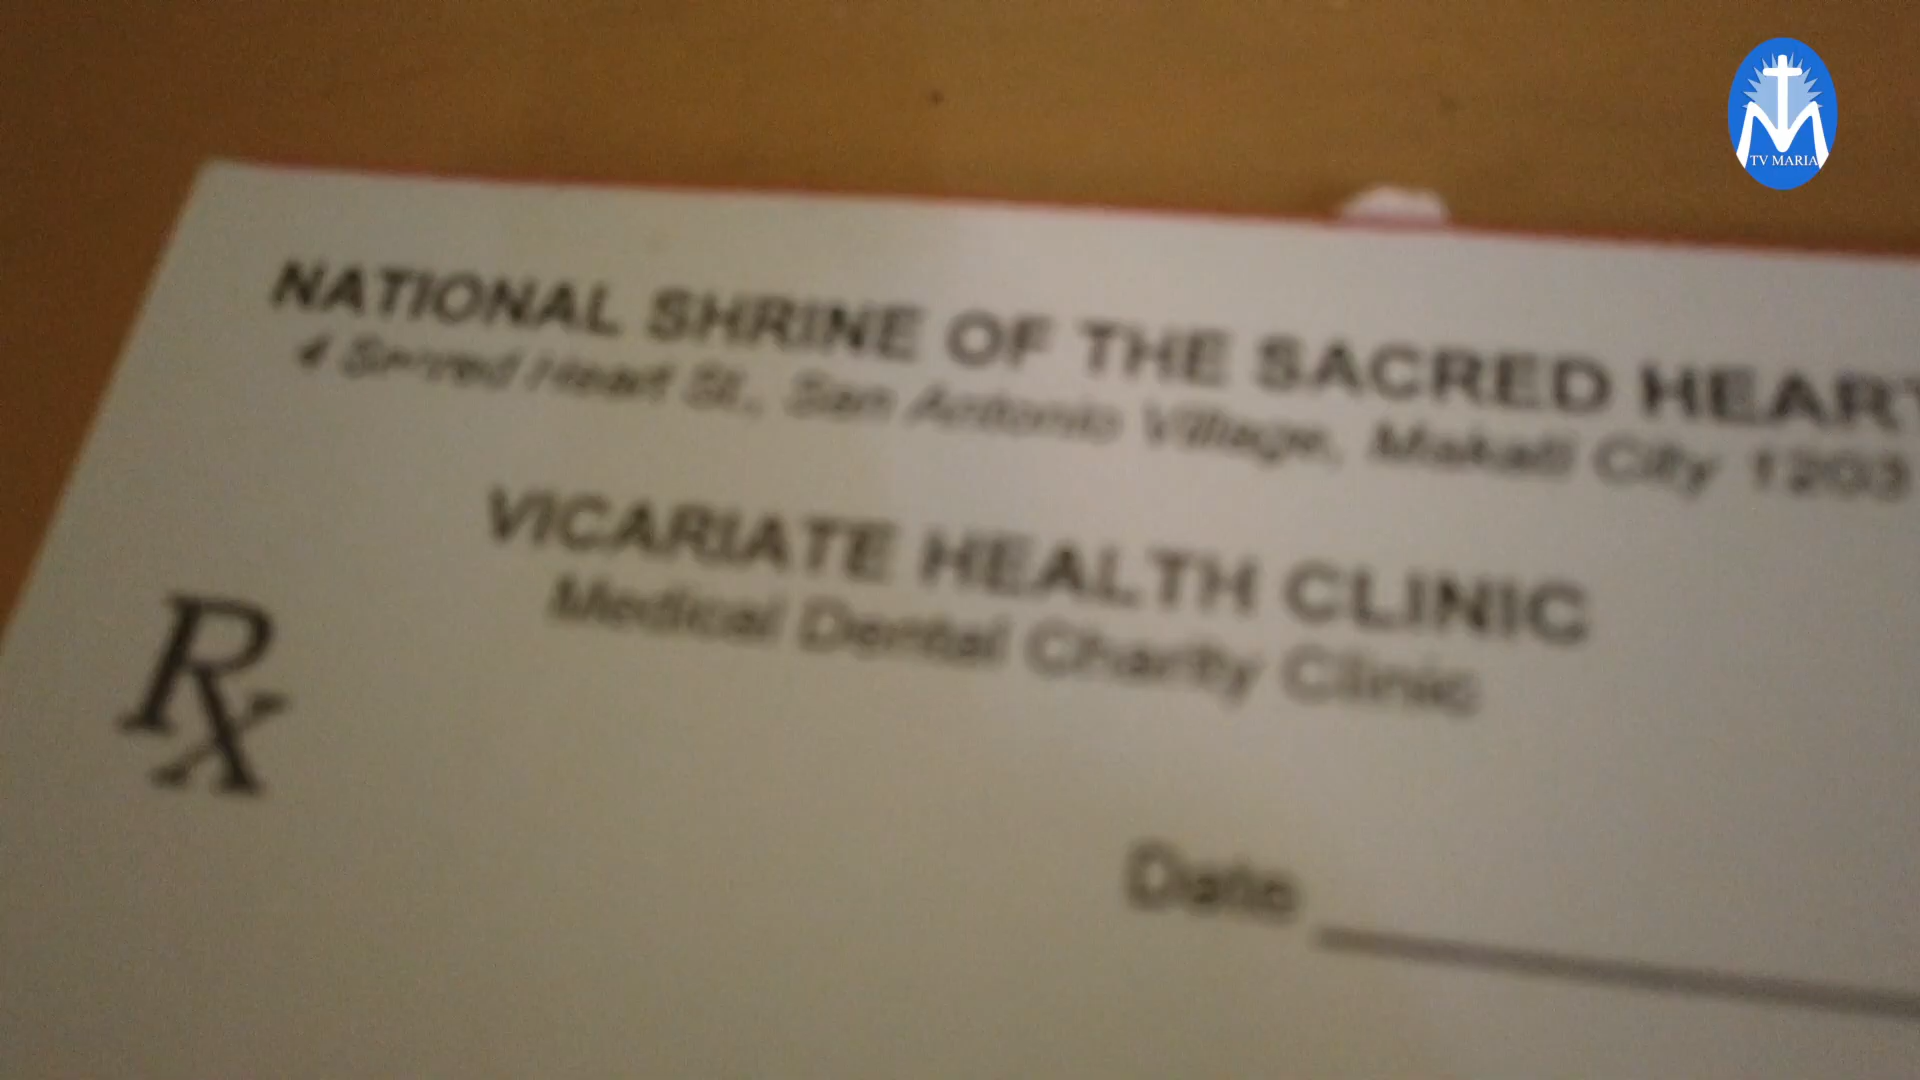 TV MARIA
NATIONAL SHRINE OF THE SACRED HEART
4 Sacred Heart St., San Antonio Village, Makati City 1203
VICARIATE HEALTH CLINIC
Medical Dental Charity Clinic
Rx
Date